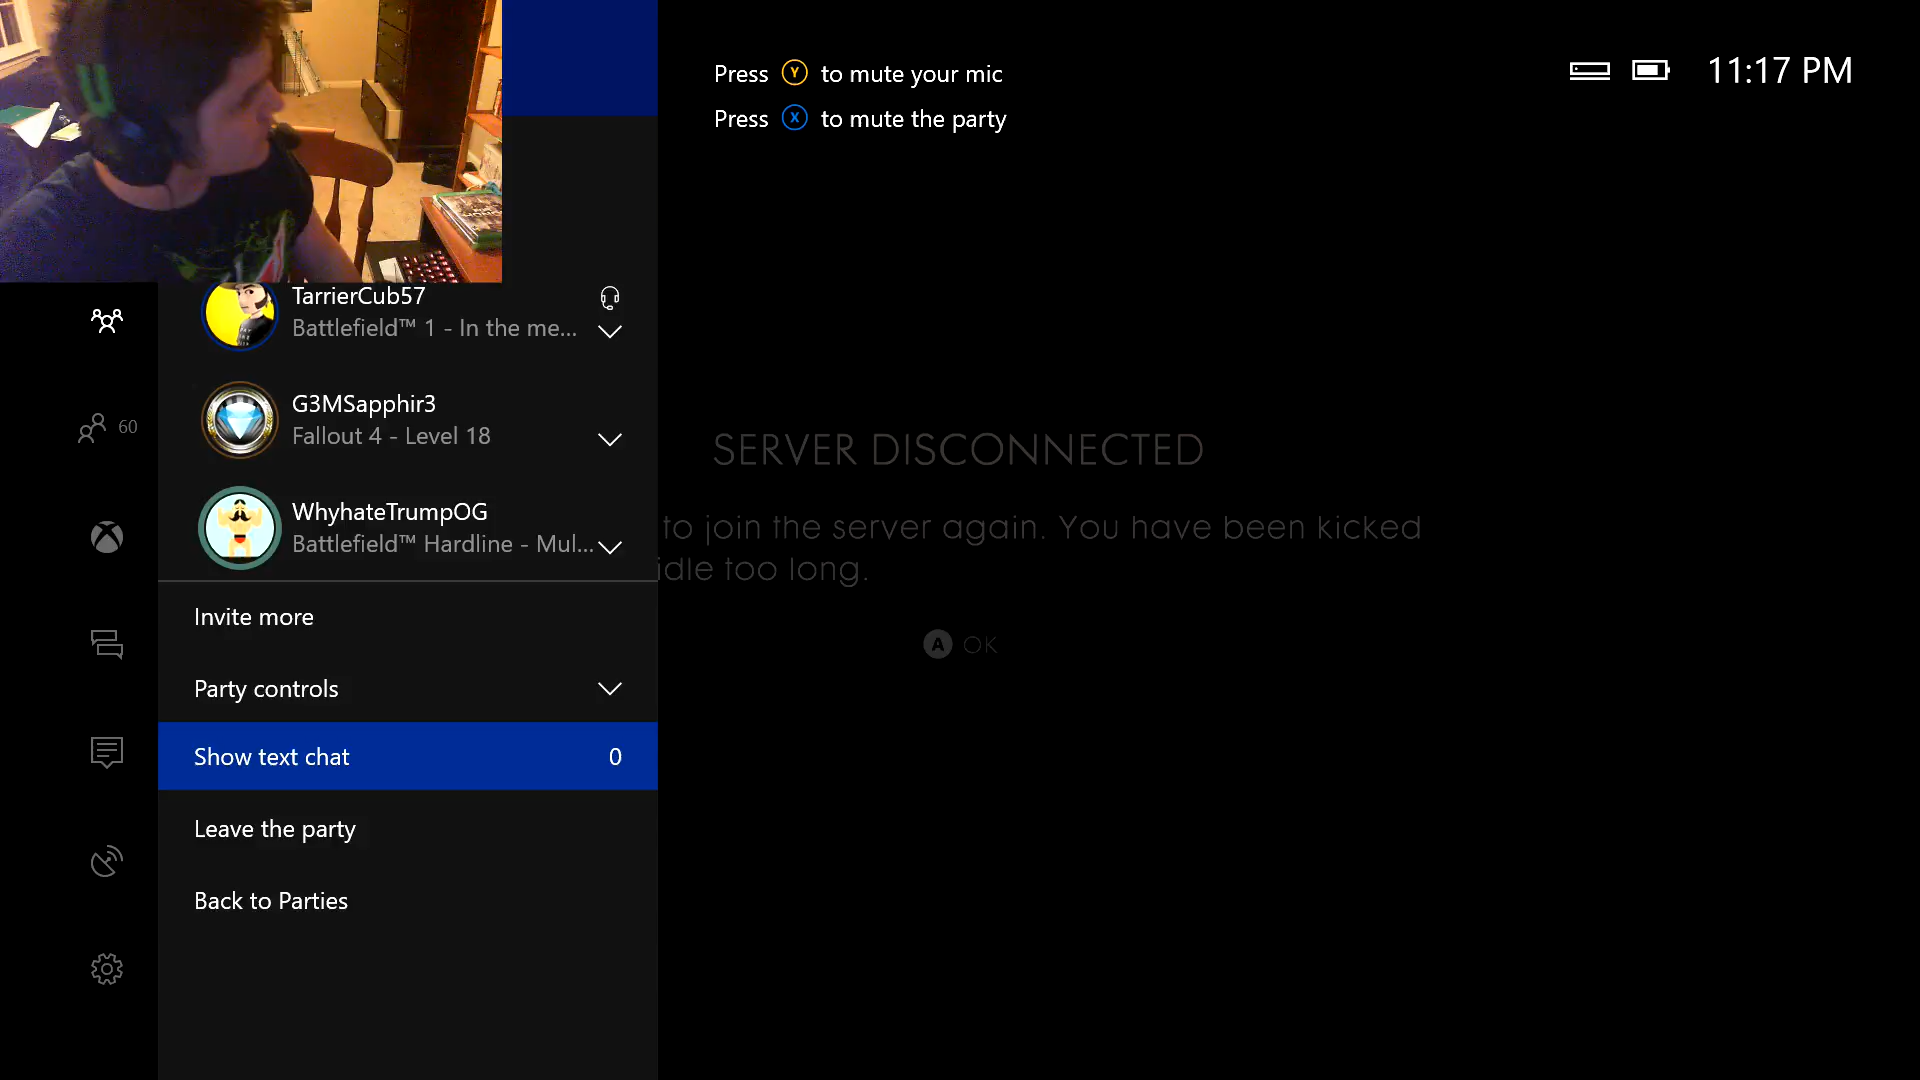 Press Y to mute your mic
Press X to mute the party
11:17 PM
TarrierCub57
Battlefield™ 1 - In the me...
G3MSapphir3
Fallout 4 - Level 18
60
WhyhateTrumpOG
Battlefield™ Hardline - Mul...
SERVER DISCONNECTED
to join the server again. You have been kicked
idle too long.
A OK
Invite more
Party controls
Show text chat 0
Leave the party
Back to Parties